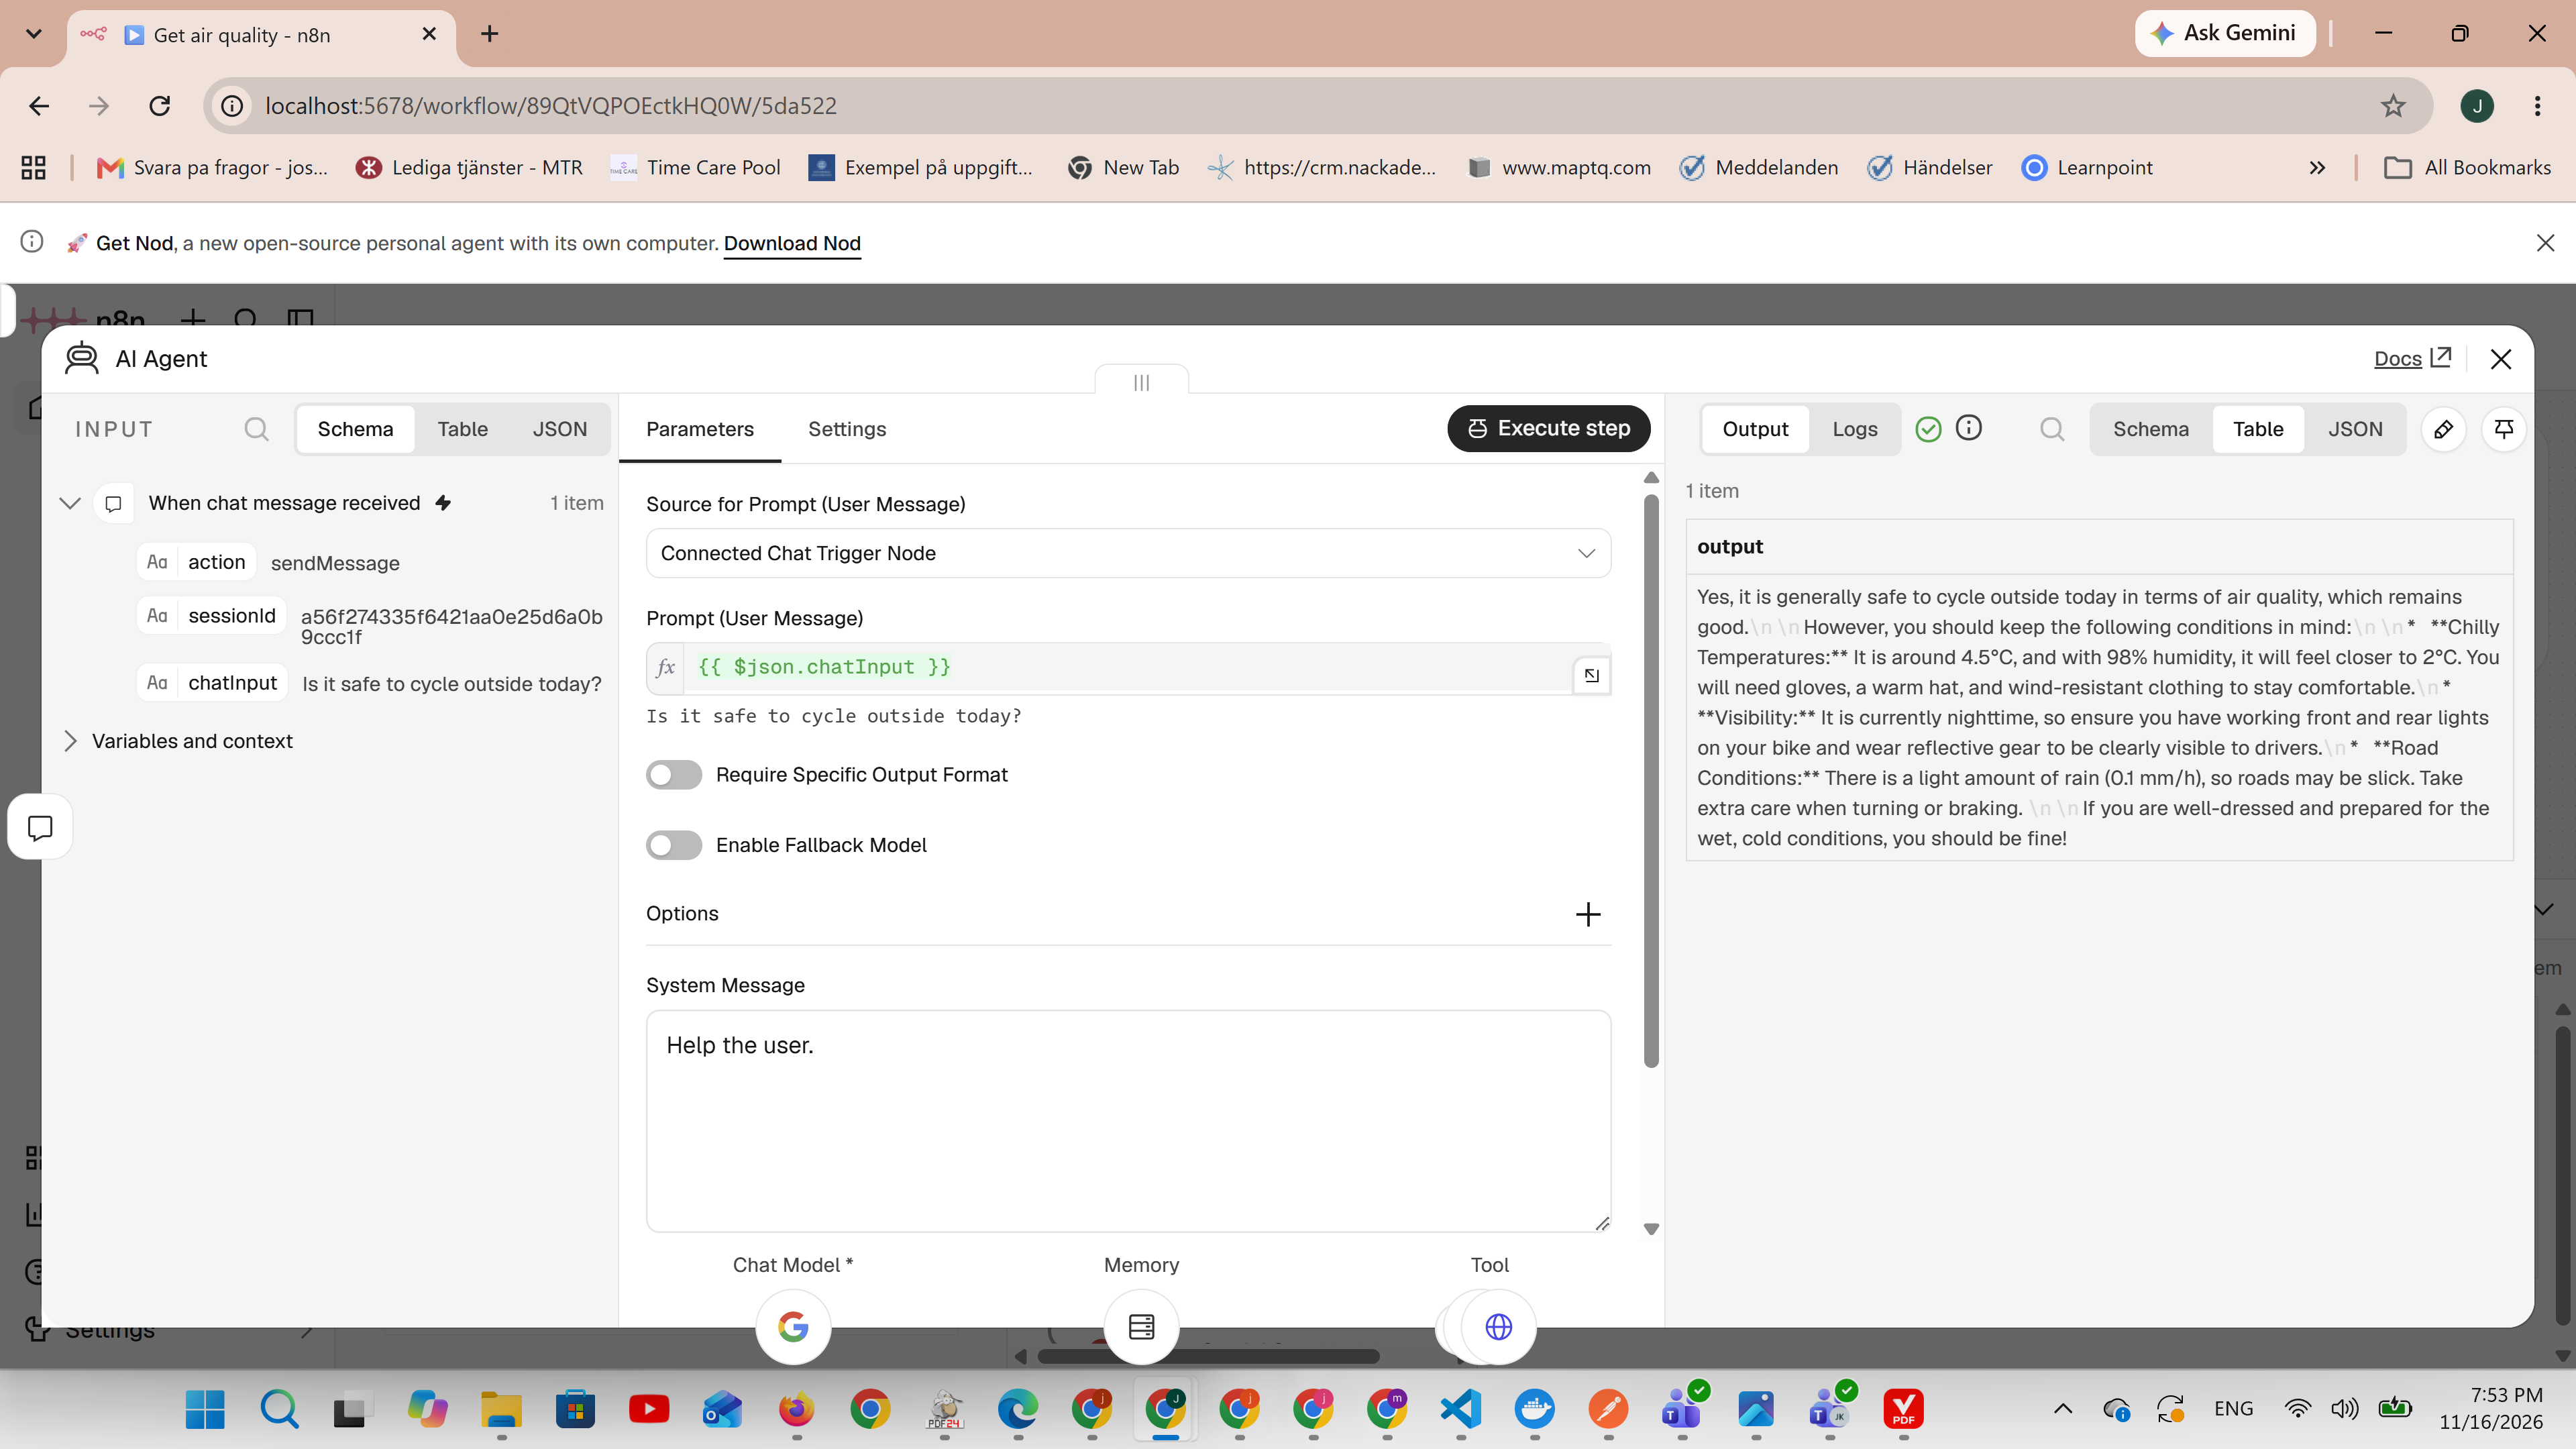 Get air quality - n8n
Ask Gemini
localhost:5678/workflow/89QtVQPOEctkHQ0W/5da522
J
Svara pa fragor - jos...
Lediga tjänster - MTR
TIME CARE
Time Care Pool
Exempel på uppgift...
New Tab
https://crm.nackade...
www.maptq.com
Meddelanden
Händelser
Learnpoint
All Bookmarks
Get Nod, a new open-source personal agent with its own computer. Download Nod
n8n
AI Agent
Docs
INPUT
Schema
Table
JSON
Parameters
Settings
Execute step
Output
Logs
Schema
Table
JSON
When chat message received
1 item
Aa action sendMessage
Aa sessionId a56f274335f6421aa0e25d6a0b
9ccc1f
Aa chatInput Is it safe to cycle outside today?
Variables and context
Source for Prompt (User Message)
Connected Chat Trigger Node
Prompt (User Message)
fx {{ $json.chatInput }}
Is it safe to cycle outside today?
Require Specific Output Format
Enable Fallback Model
Options
System Message
Help the user.
Chat Model *
Memory
Tool
1 item
output
Yes, it is generally safe to cycle outside today in terms of air quality, which remains
good.\n\nHowever, you should keep the following conditions in mind:\n\n* **Chilly
Temperatures:** It is around 4.5°C, and with 98% humidity, it will feel closer to 2°C. You
will need gloves, a warm hat, and wind-resistant clothing to stay comfortable.\n*
**Visibility:** It is currently nighttime, so ensure you have working front and rear lights
on your bike and wear reflective gear to be clearly visible to drivers.\n* **Road
Conditions:** There is a light amount of rain (0.1 mm/h), so roads may be slick. Take
extra care when turning or braking. \n\nIf you are well-dressed and prepared for the
wet, cold conditions, you should be fine!
em
Settings
PDF24
j
J
j
j
m
JK
PDF
ENG
7:53 PM
11/16/2026